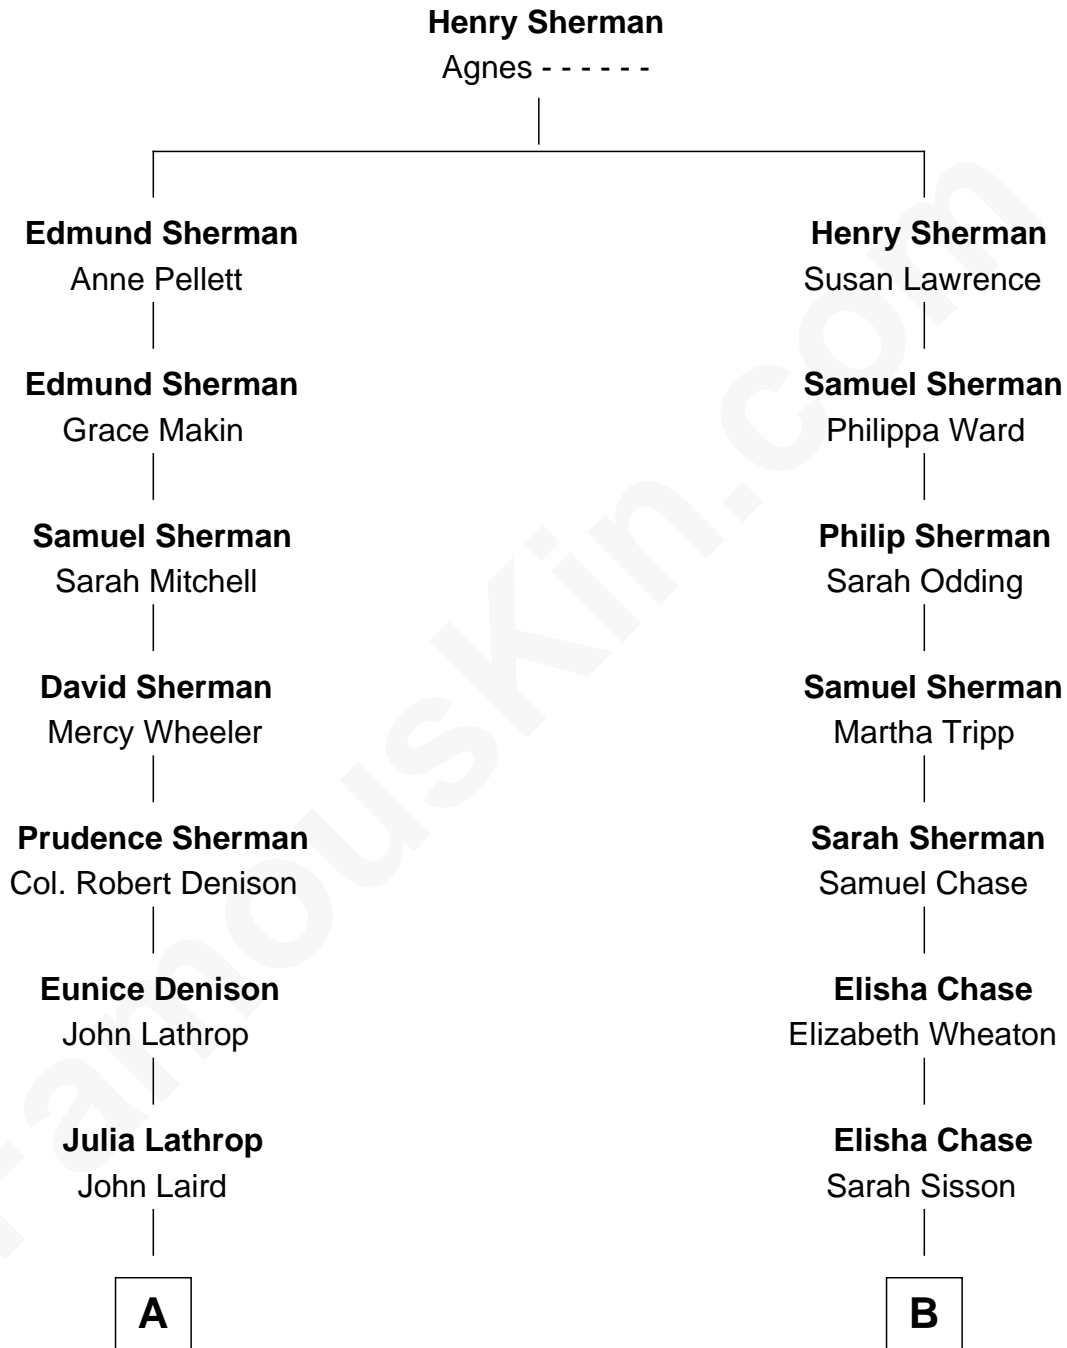 Henry Sherman
Agnes - - - - - -
Edmund Sherman
Anne Pellett
Edmund Sherman
Grace Makin
Samuel Sherman
Sarah Mitchell
David Sherman
Mercy Wheeler
Prudence Sherman
Col. Robert Denison
Eunice Denison
John Lathrop
Julia Lathrop
John Laird
A
Henry Sherman
Susan Lawrence
Samuel Sherman
Philippa Ward
Philip Sherman
Sarah Odding
Samuel Sherman
Martha Tripp
Sarah Sherman
Samuel Chase
Elisha Chase
Elizabeth Wheaton
Elisha Chase
Sarah Sisson
B
FamousKin.com